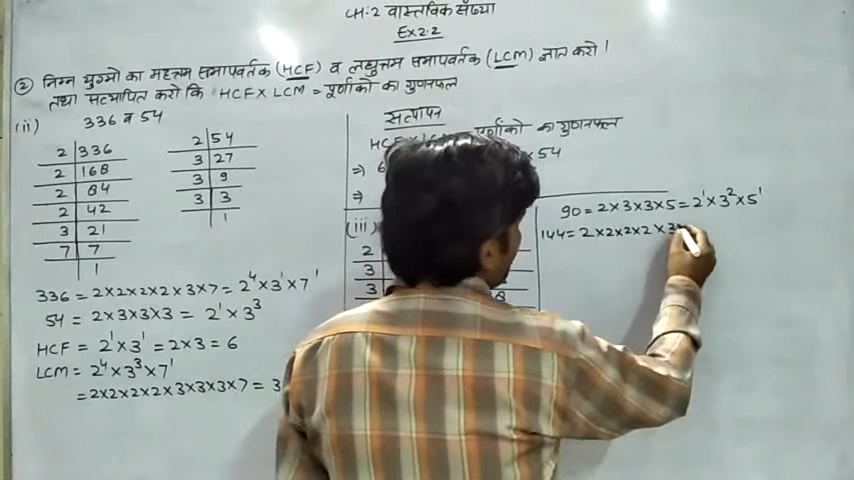 CH:2 वास्तविक संख्या
Ex2.2
② निम्न युग्मो का महत्तम समापवर्तक (HCF) व लघुत्तम समापवर्तक (LCM) ज्ञात करो।
तथा सत्यापित करो कि HCF X LCM = पूर्णाकों का गुणनफल
(ii) 336 व 54
2 336
2 168
2 84
2 42
3 21
7 7
1
2 54
3 27
3 9
3 3
1
336 = 2×2×2×2×3×7 = 2⁴×3¹×7¹
54 = 2×3×3×3 = 2¹×3³
HCF = 2¹×3¹ = 2×3 = 6
LCM = 2⁴×3³×7¹
=2×2×2×2×3×3×3×7 = 3
सत्यापन
HCF पूर्णाकों का गुणनफल
⇒ 6 ×54
⇒
(iii)
2
3
3
90 = 2×3×3×5 = 2¹×3²×5¹
144 = 2×2×2×2×3×